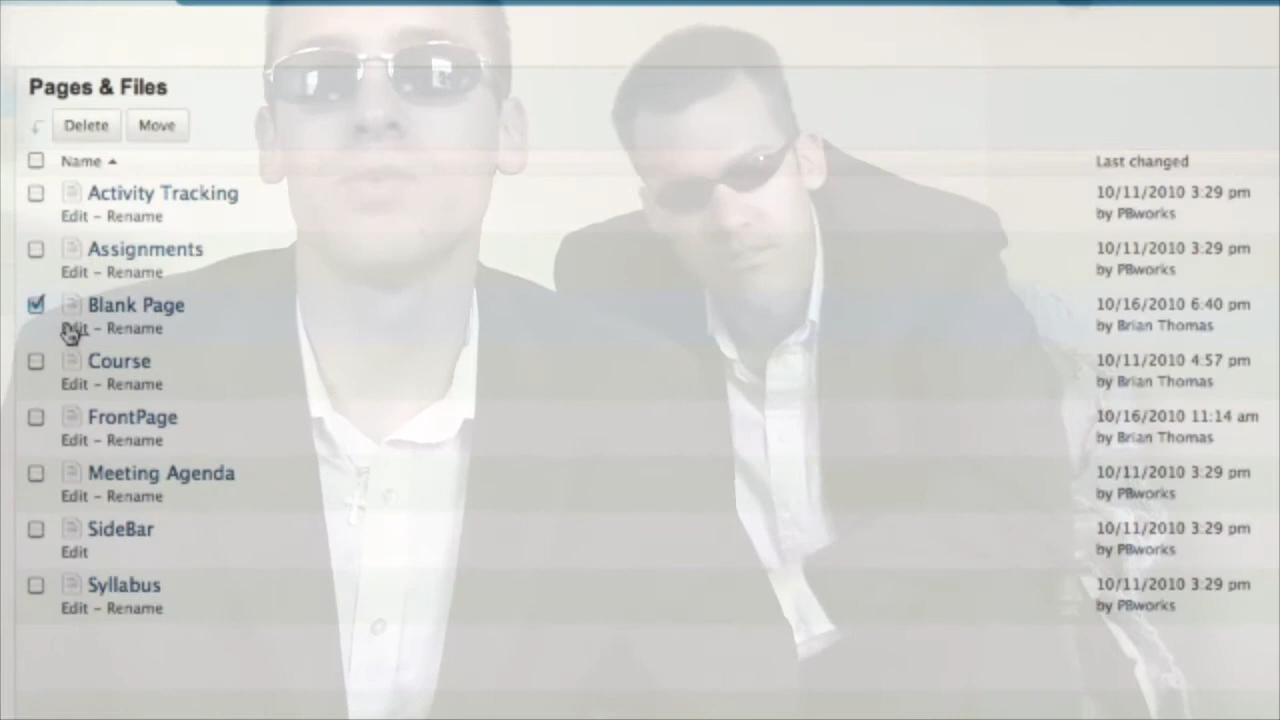 Pages & Files
Delete Move
Name Last changed
Activity Tracking 10/11/2010 3:29 pm
Edit – Rename by PBworks
Assignments 10/11/2010 3:29 pm
Edit – Rename by PBworks
Blank Page 10/16/2010 6:40 pm
Edit – Rename by Brian Thomas
Course 10/11/2010 4:57 pm
Edit – Rename by Brian Thomas
FrontPage 10/16/2010 11:14 am
Edit – Rename by Brian Thomas
Meeting Agenda 10/11/2010 3:29 pm
Edit – Rename by PBworks
SideBar 10/11/2010 3:29 pm
Edit by PBworks
Syllabus 10/11/2010 3:29 pm
Edit – Rename by PBworks